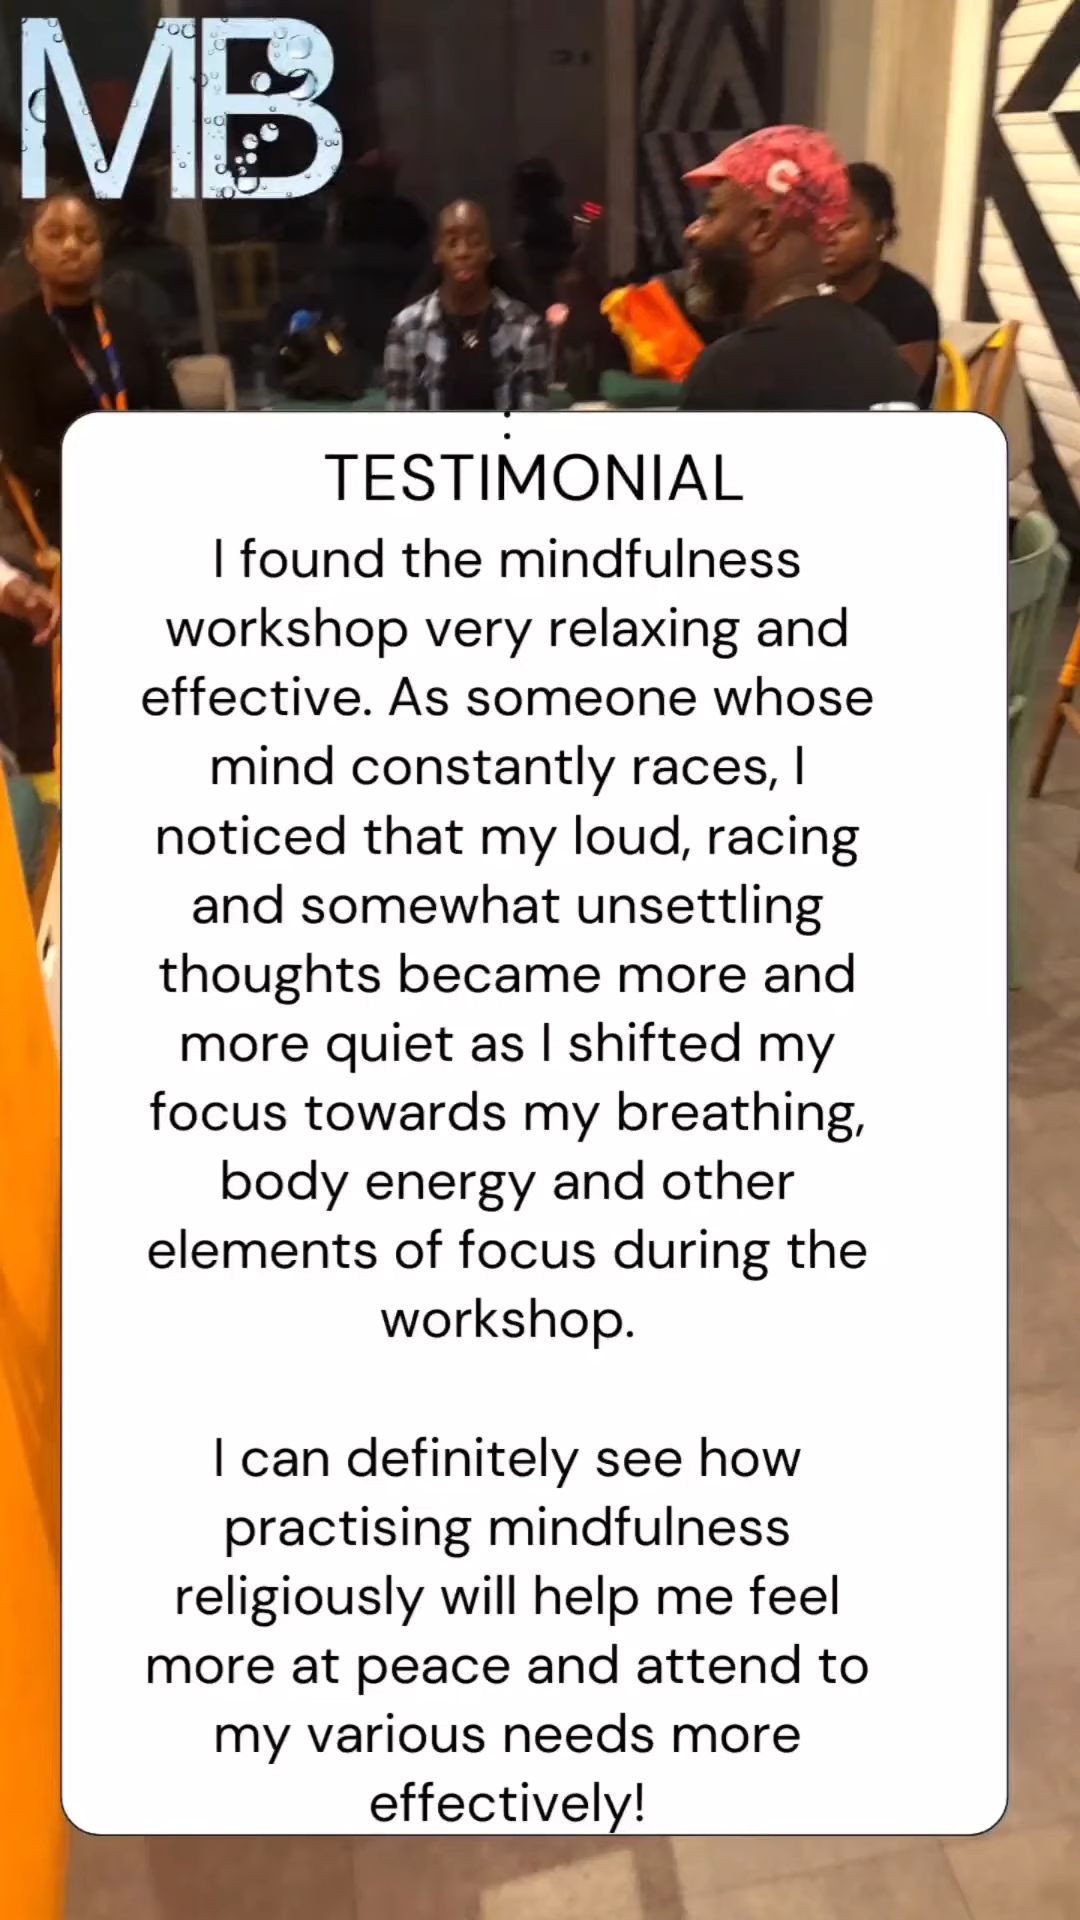 MB
C
:
TESTIMONIAL
I found the mindfulness
workshop very relaxing and
effective. As someone whose
mind constantly races, I
noticed that my loud, racing
and somewhat unsettling
thoughts became more and
more quiet as I shifted my
focus towards my breathing,
body energy and other
elements of focus during the
workshop.
I can definitely see how
practising mindfulness
religiously will help me feel
more at peace and attend to
my various needs more
effectively!